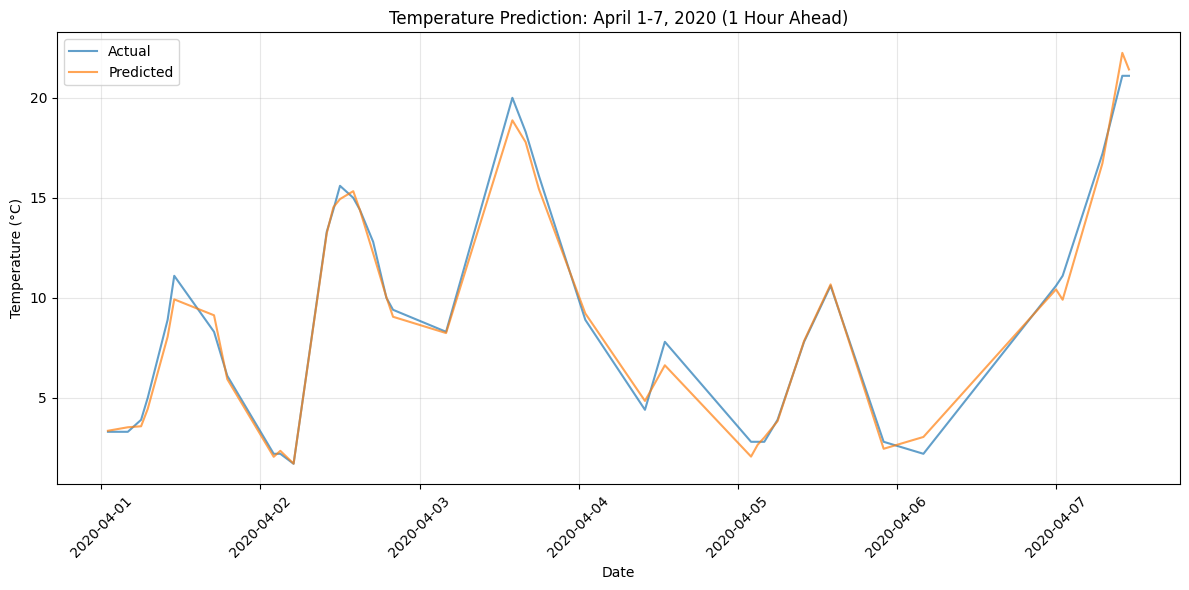 Temperature Prediction: April 1-7, 2020 (1 Hour Ahead)
Actual
Predicted
Temperature (°C)
20
15
10
5
2020-04-01
2020-04-02
2020-04-03
2020-04-04
2020-04-05
2020-04-06
2020-04-07
Date